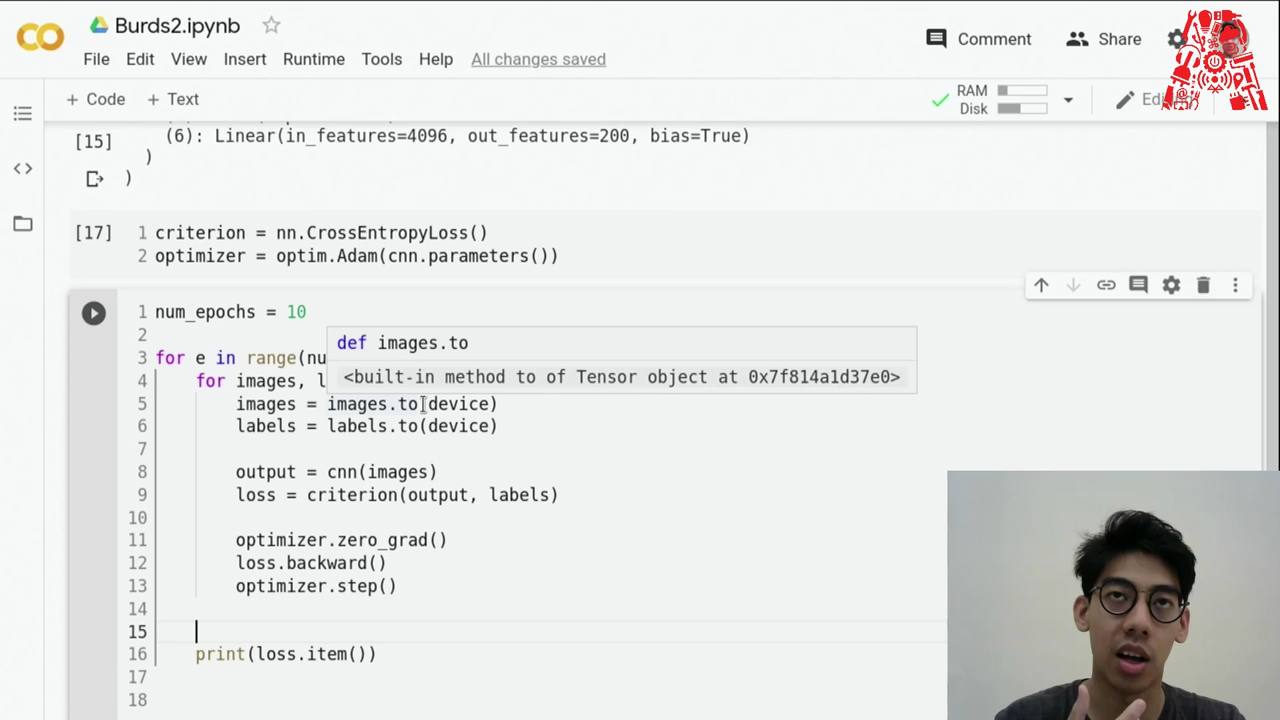 Burds2.ipynb
File Edit View Insert Runtime Tools Help All changes saved
Comment Share
+ Code + Text
RAM
Disk
[15] (6): Linear(in_features=4096, out_features=200, bias=True)
)
)
[17] 1 criterion = nn.CrossEntropyLoss()
2 optimizer = optim.Adam(cnn.parameters())
1 num_epochs = 10
2
def images.to
3 for e in range(nu
<built-in method to of Tensor object at 0x7f814a1d37e0>
4 for images, l
5 images = images.to(device)
6 labels = labels.to(device)
7
8 output = cnn(images)
9 loss = criterion(output, labels)
10
11 optimizer.zero_grad()
12 loss.backward()
13 optimizer.step()
14
15
16 print(loss.item())
17
18